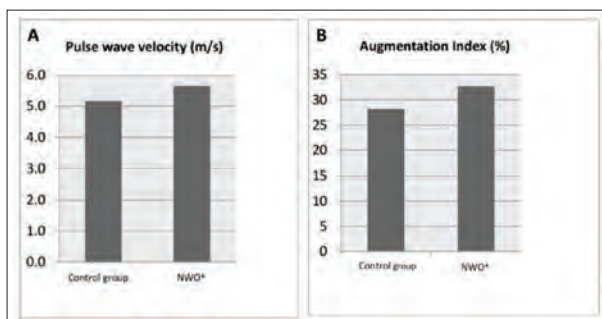 A
Pulse wave velocity (m/s)
6.0
5.0
4.0
3.0
2.0
1.0
0.0
Control group NWO*
B
Augmentation Index (%)
35
30
25
20
15
10
5
0
Control group NWO*